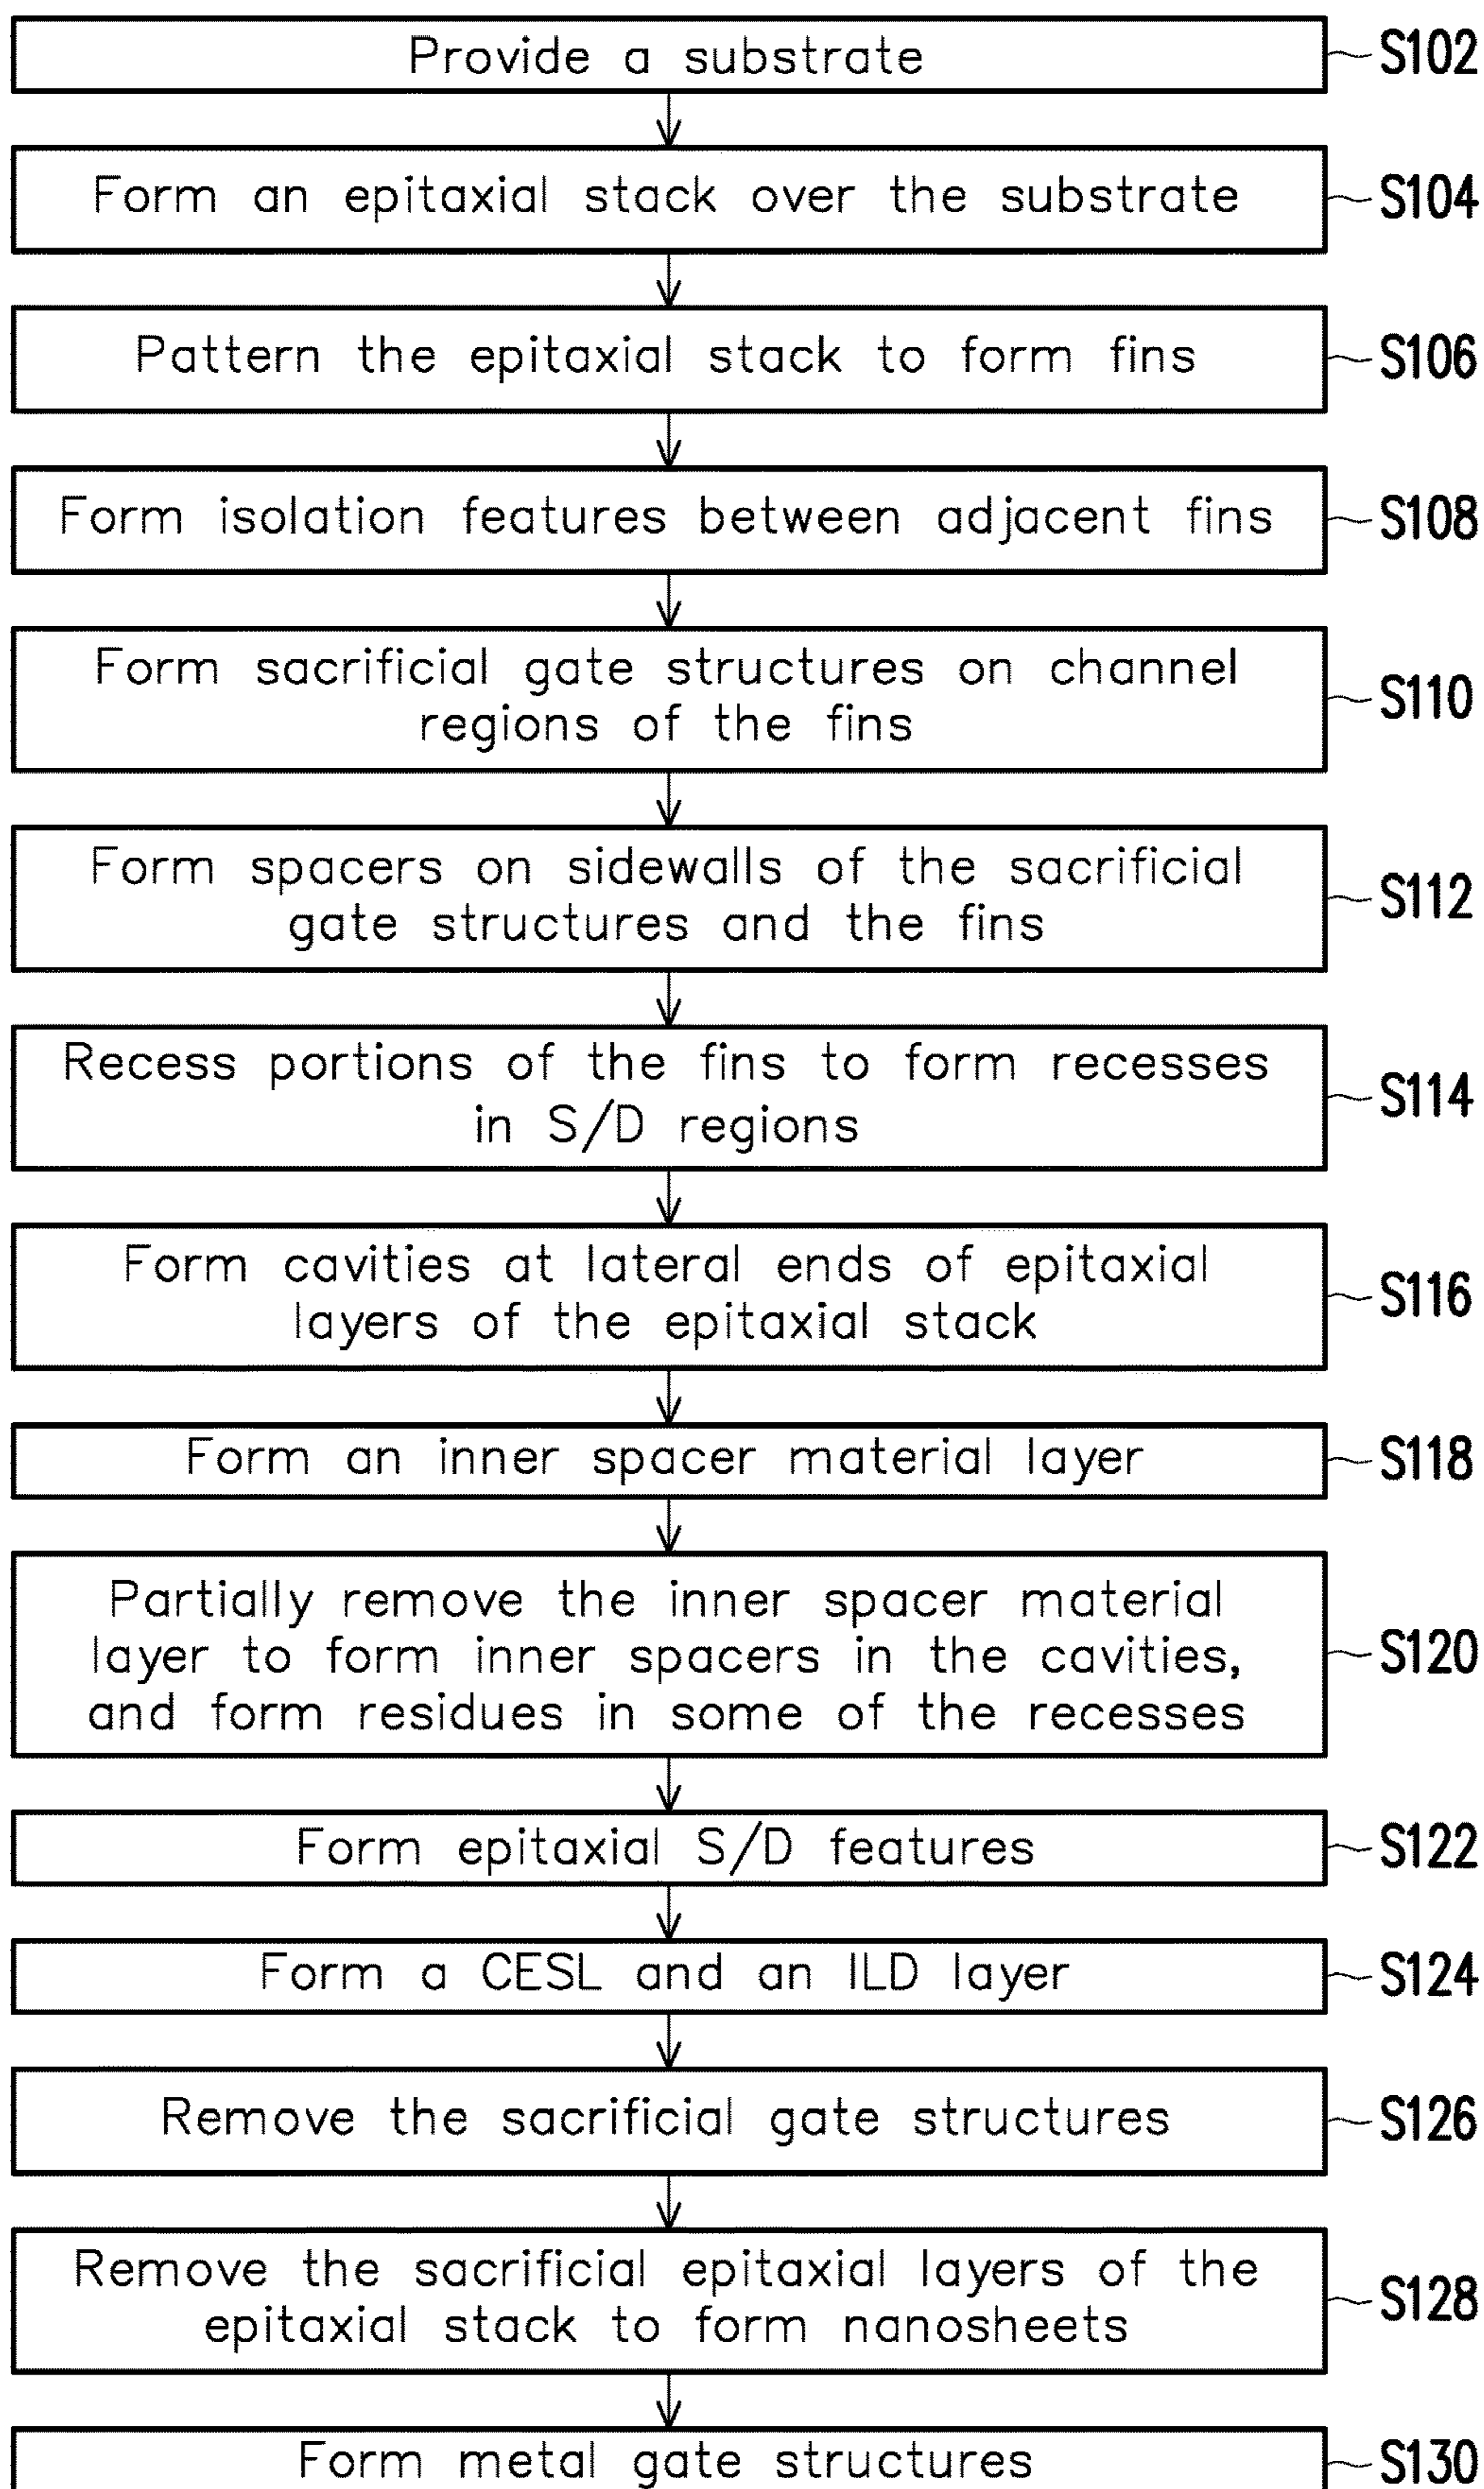 Provide a substrate
S102
Form an epitaxial stack over the substrate
S104
Pattern the epitaxial stack to form fins
S106
Form isolation features between adjacent fins
S108
Form sacrificial gate structures on channel
regions of the fins
S110
Form spacers on sidewalls of the sacrificial
gate structures and the fins
S112
Recess portions of the fins to form recesses
in S/D regions
S114
Form cavities at lateral ends of epitaxial
layers of the epitaxial stack
S116
Form an inner spacer material layer
S118
Partially remove the inner spacer material
layer to form inner spacers in the cavities,
and form residues in some of the recesses
S120
Form epitaxial S/D features
S122
Form a CESL and an ILD layer
S124
Remove the sacrificial gate structures
S126
Remove the sacrificial epitaxial layers of the
epitaxial stack to form nanosheets
S128
Form metal gate structures
S130